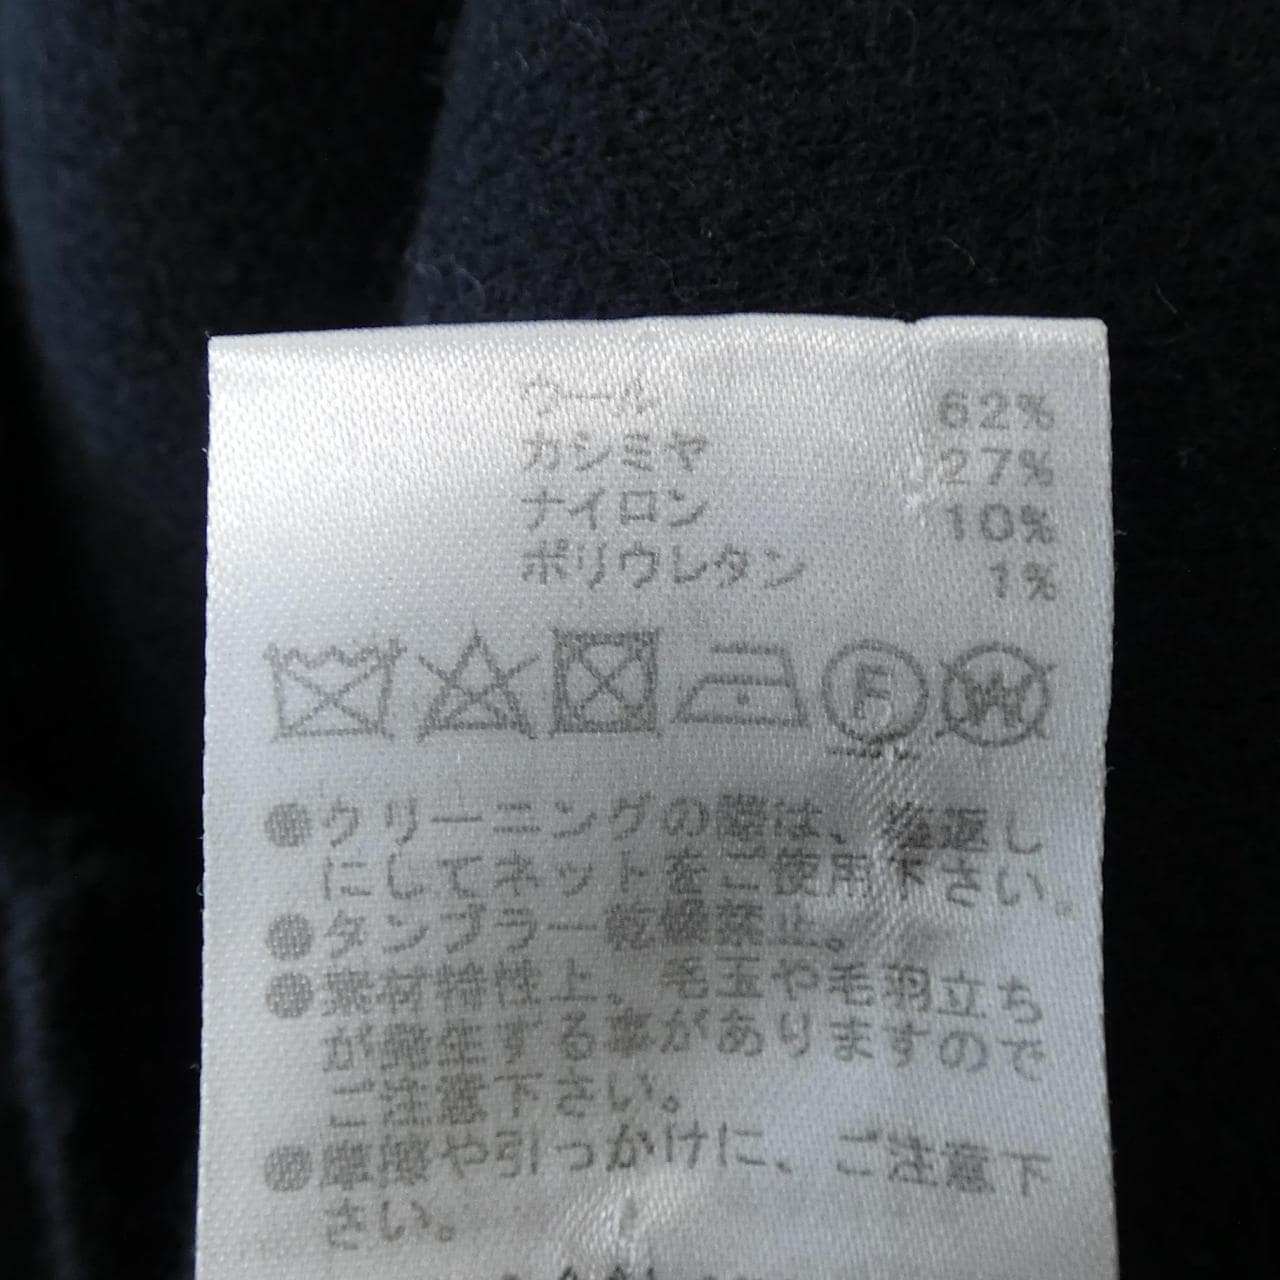 ウール 62%
カシミヤ 27%
ナイロン 10%
ポリウレタン 1%
F
W
●クリーニングの際は、裏返し
にしてネットをご使用下さい。
●タンブラー乾燥禁止。
●素材特性上、毛玉や毛羽立ち
が発生する事がありますので
ご注意下さい。
●摩擦や引っかけに、ご注意下
さい。